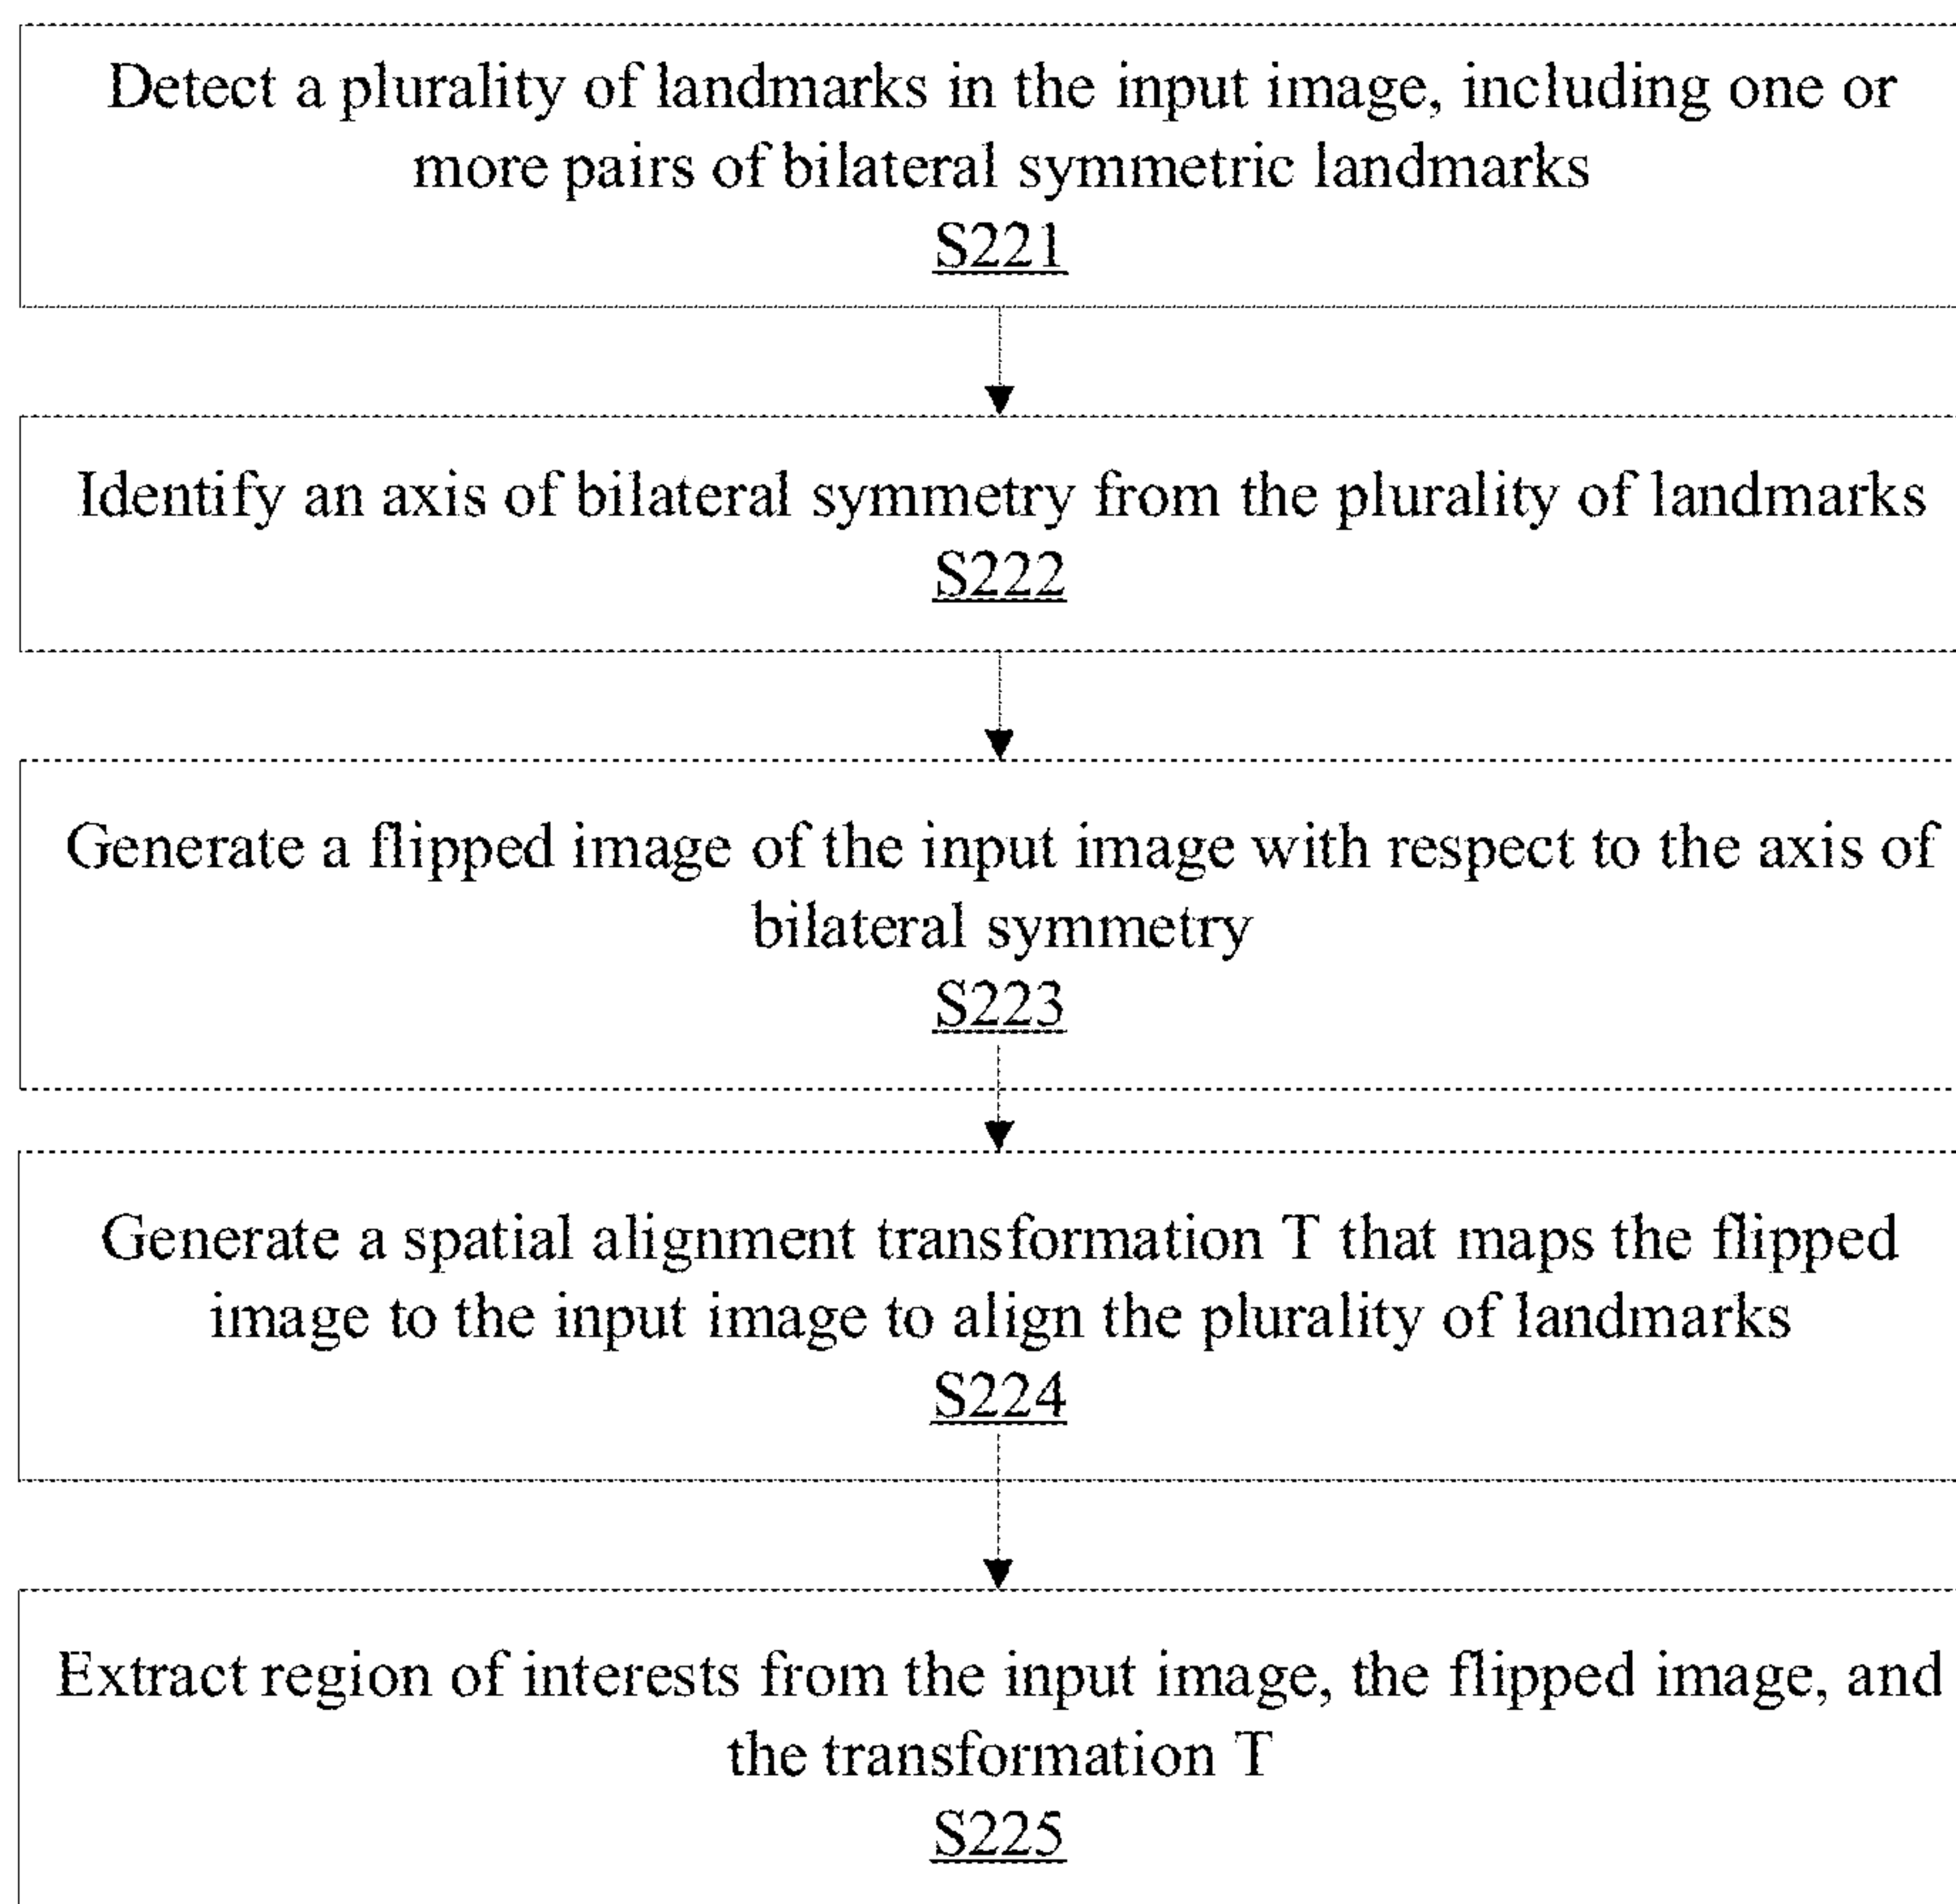 Detect a plurality of landmarks in the input image, including one or
more pairs of bilateral symmetric landmarks
S221
Identify an axis of bilateral symmetry from the plurality of landmarks
S222
Generate a flipped image of the input image with respect to the axis of
bilateral symmetry
S223
Generate a spatial alignment transformation T that maps the flipped
image to the input image to align the plurality of landmarks
S224
Extract region of interests from the input image, the flipped image, and
the transformation T
S225